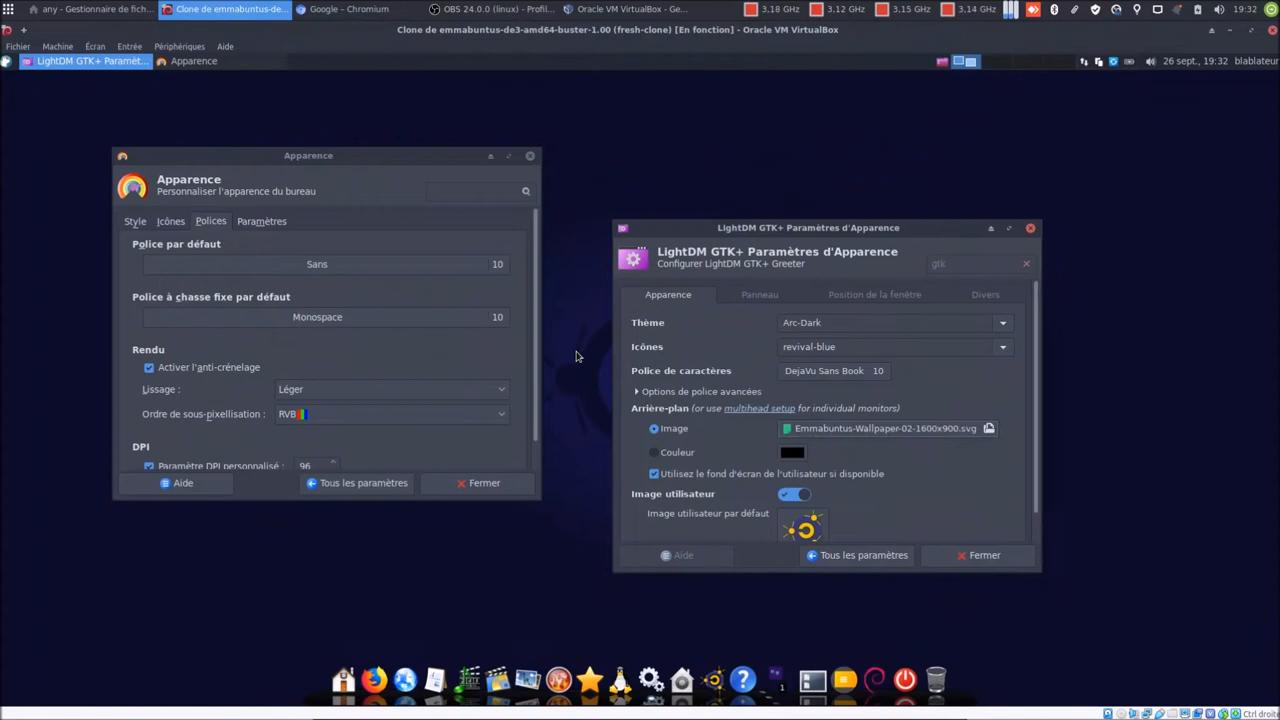 any - Gestionnaire de fich...
Clone de emmabuntus-de...
Google – Chromium
OBS 24.0.0 (linux) - Profil...
Oracle VM VirtualBox - Ge...
3.18 GHz
3.12 GHz
3.15 GHz
3.14 GHz
19:32
Clone de emmabuntus-de3-amd64-buster-1.00 (fresh-clone) [En fonction] - Oracle VM VirtualBox
Fichier Machine Écran Entrée Périphériques Aide
LightDM GTK+ Paramèt...
Apparence
26 sept., 19:32 blablateur
Apparence
Apparence
Personnaliser l'apparence du bureau
Style Icônes Polices Paramètres
Police par défaut
Sans 10
Police à chasse fixe par défaut
Monospace 10
Rendu
Activer l'anti-crénelage
Lissage : Léger
Ordre de sous-pixellisation : RVB
DPI
Paramètre DPI personnalisé : 96
Aide
Tous les paramètres
Fermer
LightDM GTK+ Paramètres d'Apparence
LightDM GTK+ Paramètres d'Apparence
Configurer LightDM GTK+ Greeter
gtk
Apparence Panneau Position de la fenêtre Divers
Thème Arc-Dark
Icônes revival-blue
Police de caractères DejaVu Sans Book 10
Options de police avancées
Arrière-plan (or use multihead setup for individual monitors)
Image Emmabuntus-Wallpaper-02-1600x900.svg
Couleur
Utilisez le fond d'écran de l'utilisateur si disponible
Image utilisateur
Image utilisateur par défaut
Aide
Tous les paramètres
Fermer
1
Ctrl droite